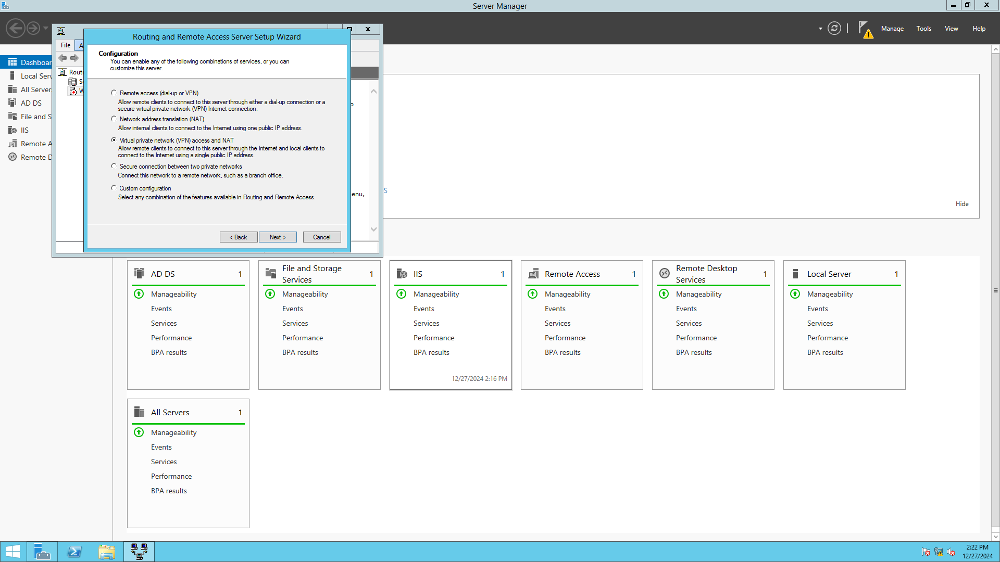 Server Manager
Manage
Tools
View
Help
File
Routing and Remote Access Server Setup Wizard
Configuration
You can enable any of the following combinations of services, or you can
customize this server.
Remote access (dial-up or VPN)
Allow remote clients to connect to this server through either a dial-up connection or a
secure virtual private network (VPN) Internet connection.
Network address translation (NAT)
Allow internal clients to connect to the Internet using one public IP address.
Virtual private network (VPN) access and NAT
Allow remote clients to connect to this server through the Internet and local clients to
connect to the Internet using a single public IP address.
Secure connection between two private networks
Connect this network to a remote network, such as a branch office.
Custom configuration
Select any combination of the features available in Routing and Remote Access.
< Back
Next >
Cancel
enu,
S
Hide
Dashboar
Local Serv
All Server
AD DS
File and S
IIS
Remote A
Remote D
Routi
AD DS 1
Manageability
Events
Services
Performance
BPA results
File and Storage
Services 1
Manageability
Events
Services
Performance
BPA results
IIS 1
Manageability
Events
Services
Performance
BPA results
12/27/2024 2:16 PM
Remote Access 1
Manageability
Events
Services
Performance
BPA results
Remote Desktop
Services 1
Manageability
Events
Services
Performance
BPA results
Local Server 1
Manageability
Events
Services
Performance
BPA results
All Servers 1
Manageability
Events
Services
Performance
BPA results
2:22 PM
12/27/2024